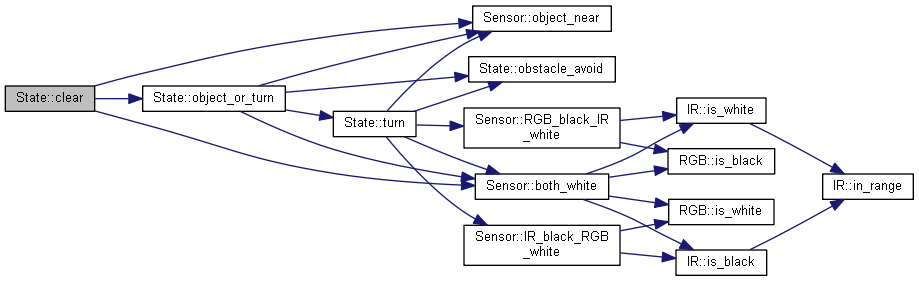 State::clear
State::object_or_turn
Sensor::object_near
State::obstacle_avoid
State::turn
Sensor::RGB_black_IR
_white
Sensor::both_white
Sensor::IR_black_RGB
_white
IR::is_white
RGB::is_black
RGB::is_white
IR::is_black
IR::in_range